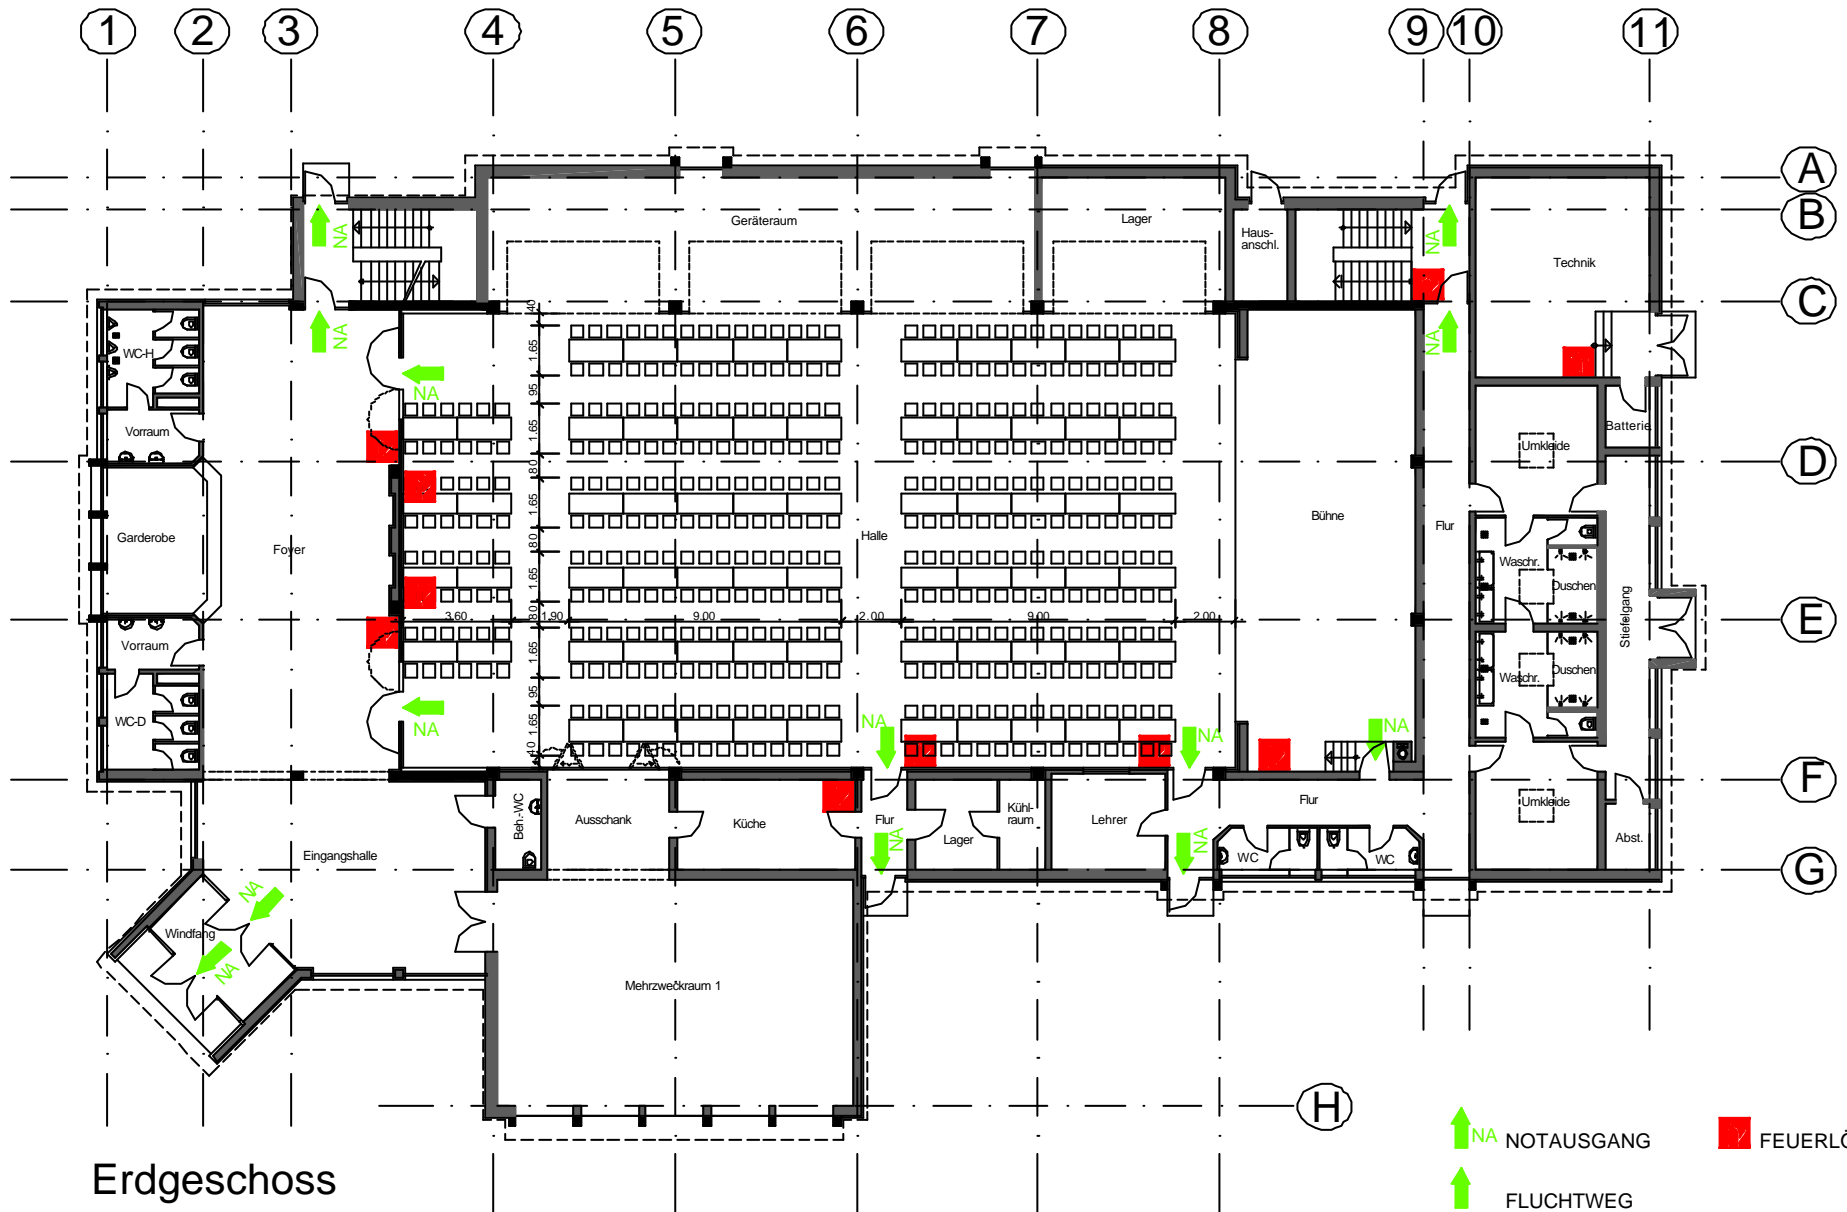 1 2 3 4 5 6 7 8 9 10 11
A
B
C
D
E
F
G
H
NA
NA
NA
NA
NA
NA
NA
NA
NA
NA
NA
NA
NA
Geräteraum
Lager
Haus-
anschl.
Technik
WC-H
Vorraum
Garderobe
Foyer
Vorraum
WC-D
Halle
Bühne
Flur
Umkleide
Batterie
Waschr.
Duschen
Stiefelgang
Waschr.
Duschen
Umkleide
Abst.
40
1.65
95
1.65
80
1.65
80
1.65
80
1.65
95
1.65
40
3.60 1.90 9.00 2.00 9.00 2.00
Beh.-WC
Ausschank
Küche
Flur
Lager
Kühl-
raum
Lehrer
Flur
WC
WC
Eingangshalle
Windfang
Mehrzweckraum 1
Erdgeschoss
NA NOTAUSGANG
FEUERLÖ
FLUCHTWEG